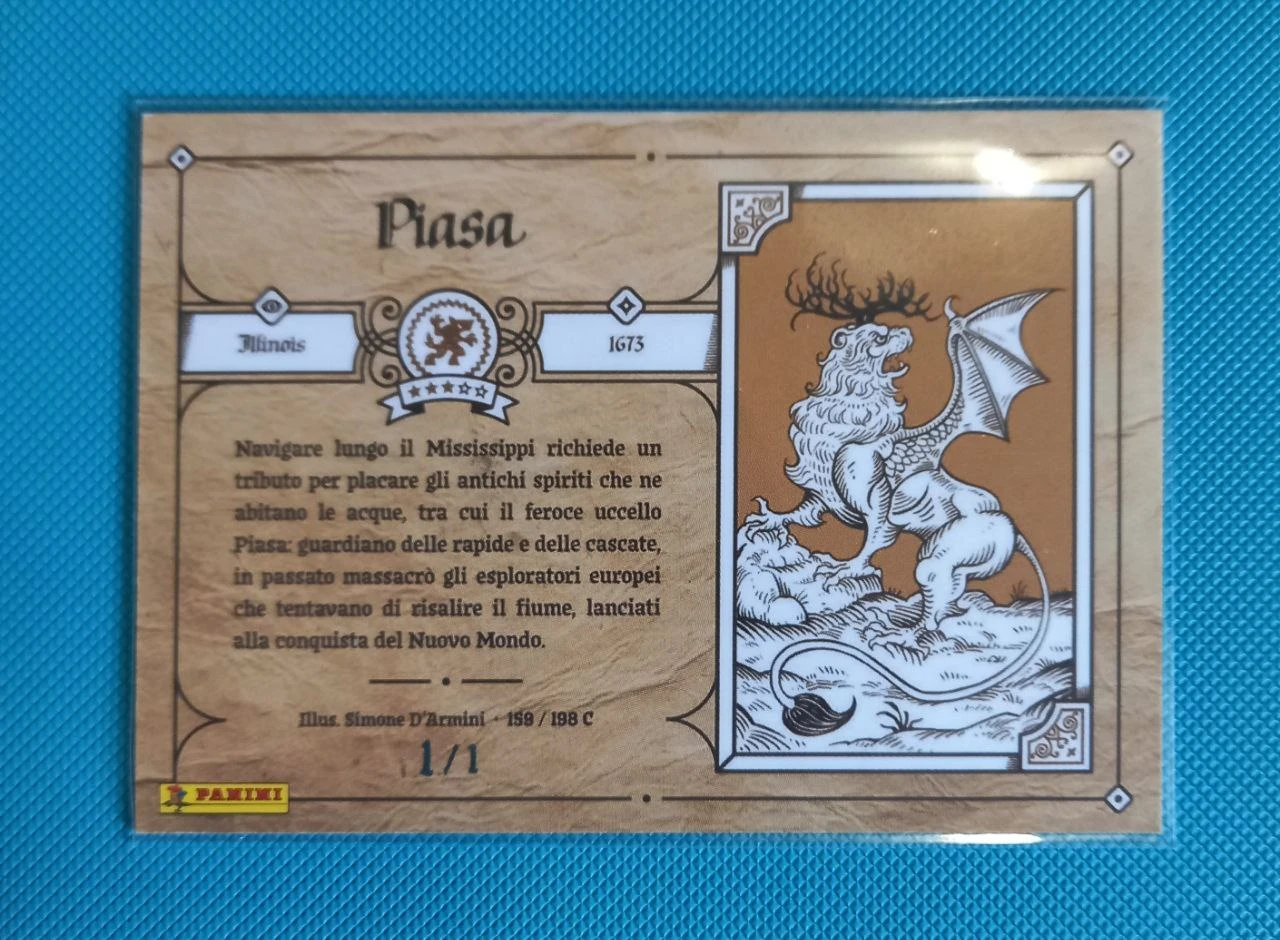 Piasa
Illinois
1673
Navigare lungo il Mississippi richiede un
tributo per placare gli antichi spiriti che ne
abitano le acque, tra cui il feroce uccello
Piasa: guardiano delle rapide e delle cascate,
in passato massacrò gli esploratori europei
che tentavano di risalire il fiume, lanciati
alla conquista del Nuovo Mondo.
Illus. Simone D'Armini · 159 / 198 C
1/1
PANINI